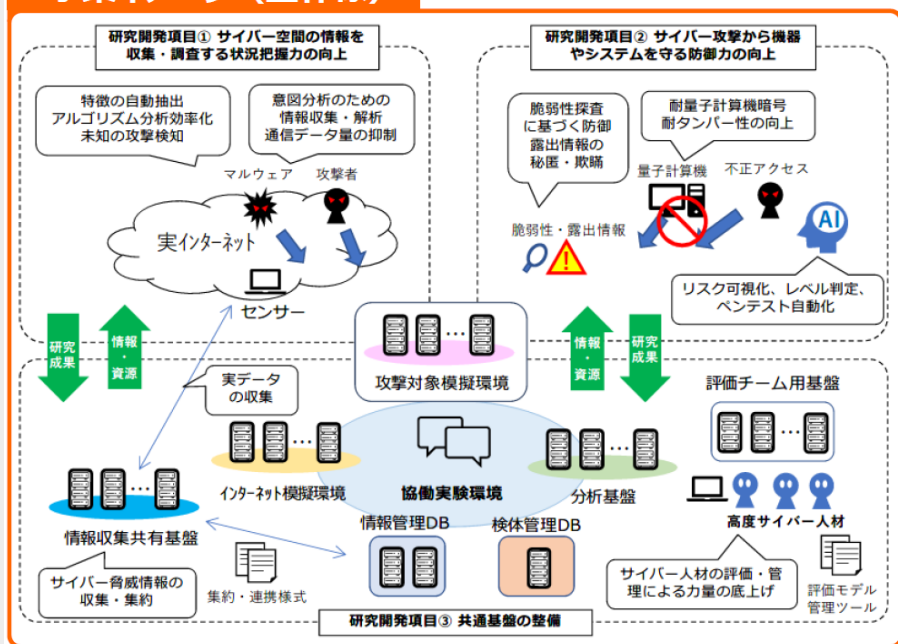 研究開発項目① サイバー空間の情報を
収集・調査する状況把握力の向上
研究開発項目② サイバー攻撃から機器
やシステムを守る防御力の向上
特徴の自動抽出
アルゴリズム分析効率化
未知の攻撃検知
意図分析のための
情報収集・解析
通信データ量の抑制
マルウェア
攻撃者
実インターネット
センサー
脆弱性探査
に基づく防御
露出情報の
秘匿・欺瞞
耐量子計算機暗号
耐タンパー性の向上
量子計算機
不正アクセス
脆弱性・露出情報
AI
リスク可視化、レベル判定、
ペンテスト自動化
研究
成果
情報
・
資源
攻撃対象模擬環境
情報
・
資源
研究
成果
実データ
の収集
評価チーム用基盤
インターネット模擬環境
協働実験環境
分析基盤
情報収集共有基盤
情報管理DB
検体管理DB
高度サイバー人材
サイバー脅威情報の
収集・集約
集約・連携様式
サイバー人材の評価・管
理による力量の底上げ
評価モデル
管理ツール
研究開発項目③ 共通基盤の整備